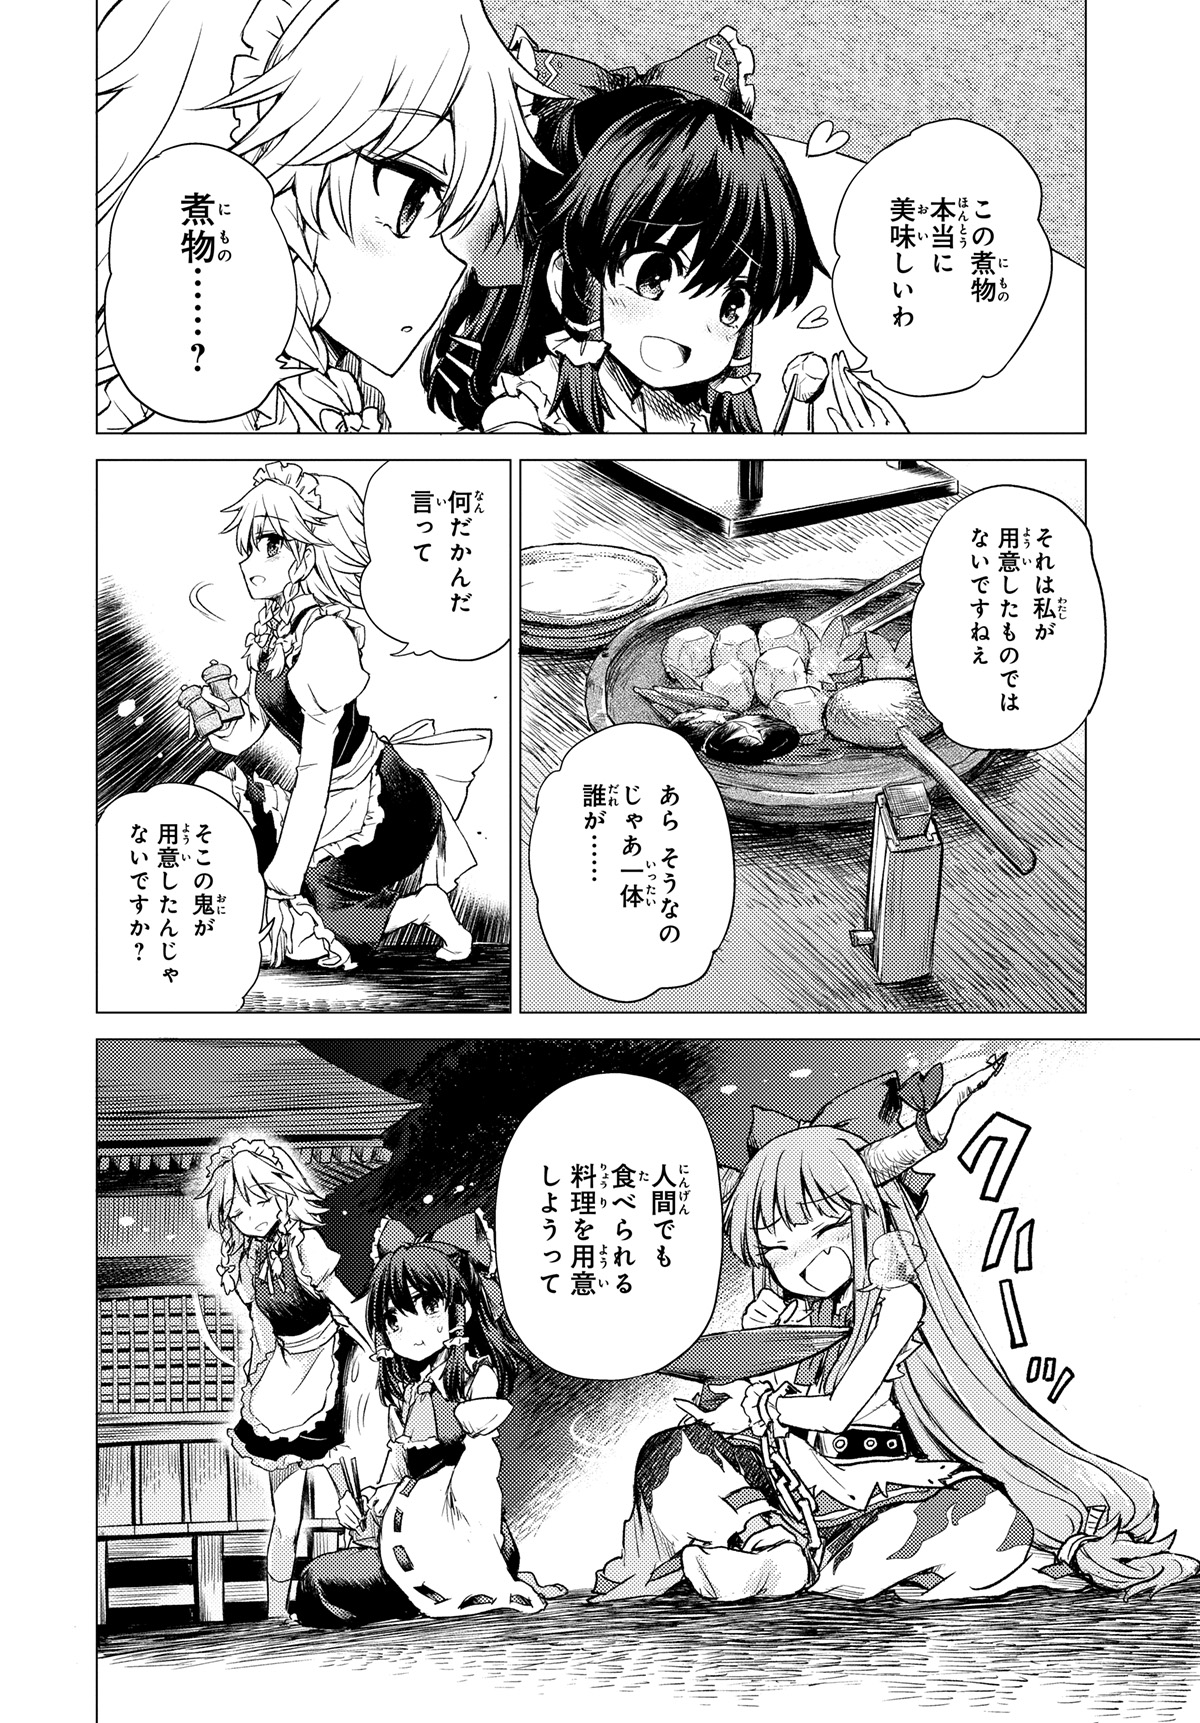 この煮物
本当に
美味しいわ
煮物……？
それは私が
用意したものでは
ないですねえ
あら そうなの
じゃあ一体
誰が……
何だかんだ
言って
そこの鬼が
用意したんじゃ
ないですか？
クークーッ
人間でも
食べられる
料理を用意
しようって